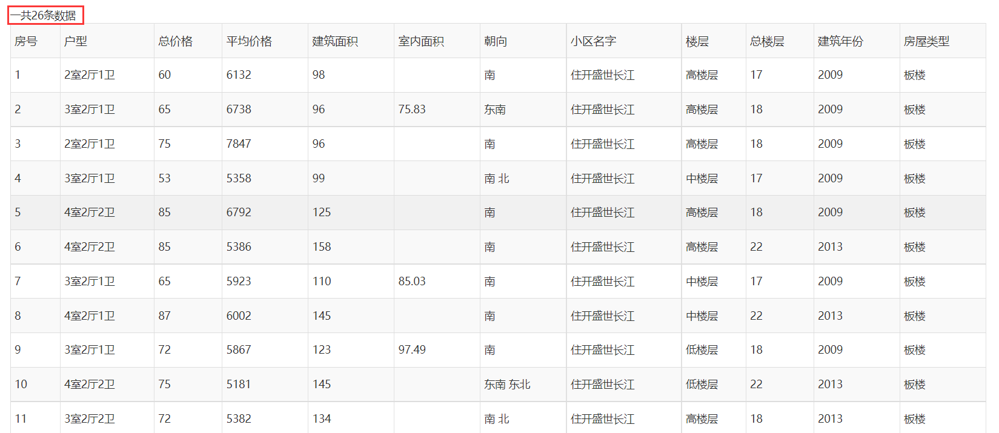 一共26条数据
房号 户型 总价格 平均价格 建筑面积 室内面积 朝向 小区名字 楼层 总楼层 建筑年份 房屋类型
1 2室2厅1卫 60 6132 98 南 住开盛世长江 高楼层 17 2009 板楼
2 3室2厅1卫 65 6738 96 75.83 东南 住开盛世长江 高楼层 18 2009 板楼
3 2室2厅1卫 75 7847 96 南 住开盛世长江 高楼层 18 2009 板楼
4 3室2厅1卫 53 5358 99 南 北 住开盛世长江 中楼层 17 2009 板楼
5 4室2厅2卫 85 6792 125 南 住开盛世长江 高楼层 18 2009 板楼
6 4室2厅2卫 85 5386 158 南 住开盛世长江 高楼层 22 2013 板楼
7 3室2厅1卫 65 5923 110 85.03 南 住开盛世长江 中楼层 17 2009 板楼
8 4室2厅1卫 87 6002 145 南 住开盛世长江 中楼层 22 2013 板楼
9 3室2厅1卫 72 5867 123 97.49 南 住开盛世长江 低楼层 18 2009 板楼
10 4室2厅2卫 75 5181 145 东南 东北 住开盛世长江 低楼层 22 2013 板楼
11 3室2厅2卫 72 5382 134 南 北 住开盛世长江 高楼层 18 2013 板楼